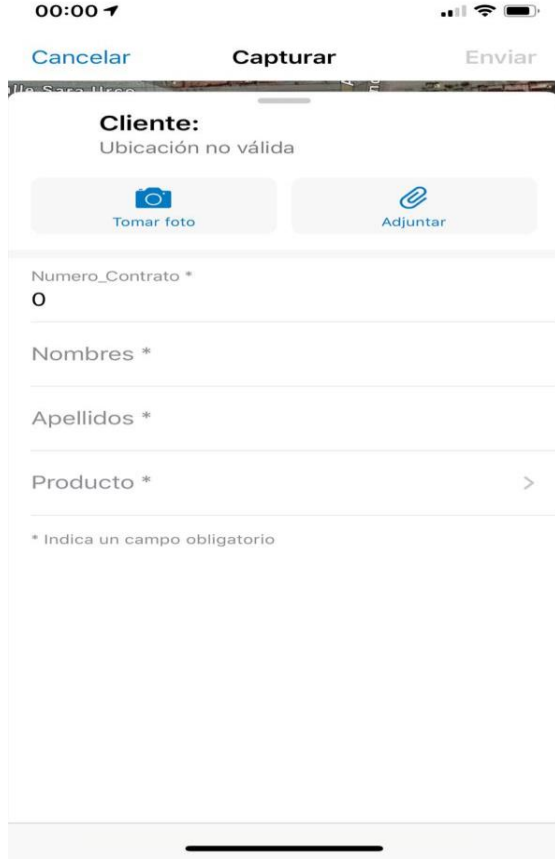 00:00
Cancelar Capturar Enviar
Cliente:
Ubicación no válida
Tomar foto Adjuntar
Numero_Contrato *
0
Nombres *
Apellidos *
Producto *
* Indica un campo obligatorio